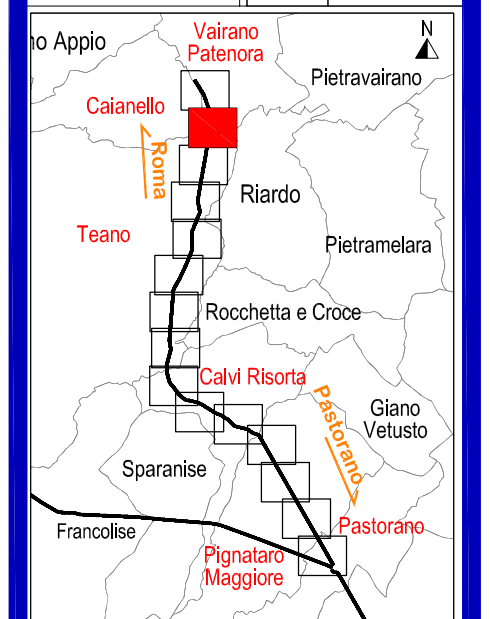 Vairano
Patenora
N
no Appio
Pietravairano
Caianello
Roma
Riardo
Teano
Pietramelara
Rocchetta e Croce
Calvi Risorta
Pastorano
Giano
Vetusto
Sparanise
Francolise
Pastorano
Pignataro
Maggiore